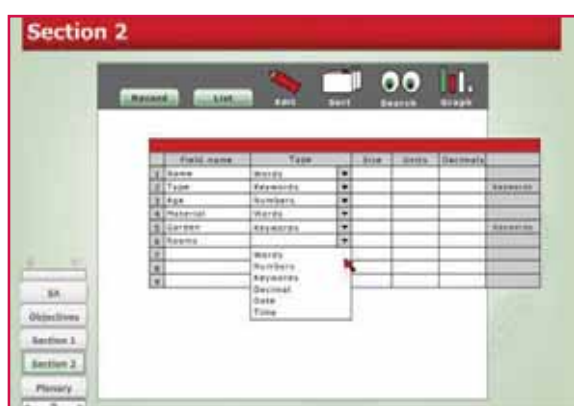 Section 2
Record List Edit Sort Search Graph
Field name Type Size Units Decimals
1 Name Words
2 Type Keywords Keywords
3 Age Numbers
4 Material Words
5 Garden Keywords Keywords
6 Rooms
7 Words
8 Numbers
9 Keywords
Decimal
Date
Time
Objectives
Section 1
Section 2
Plenary